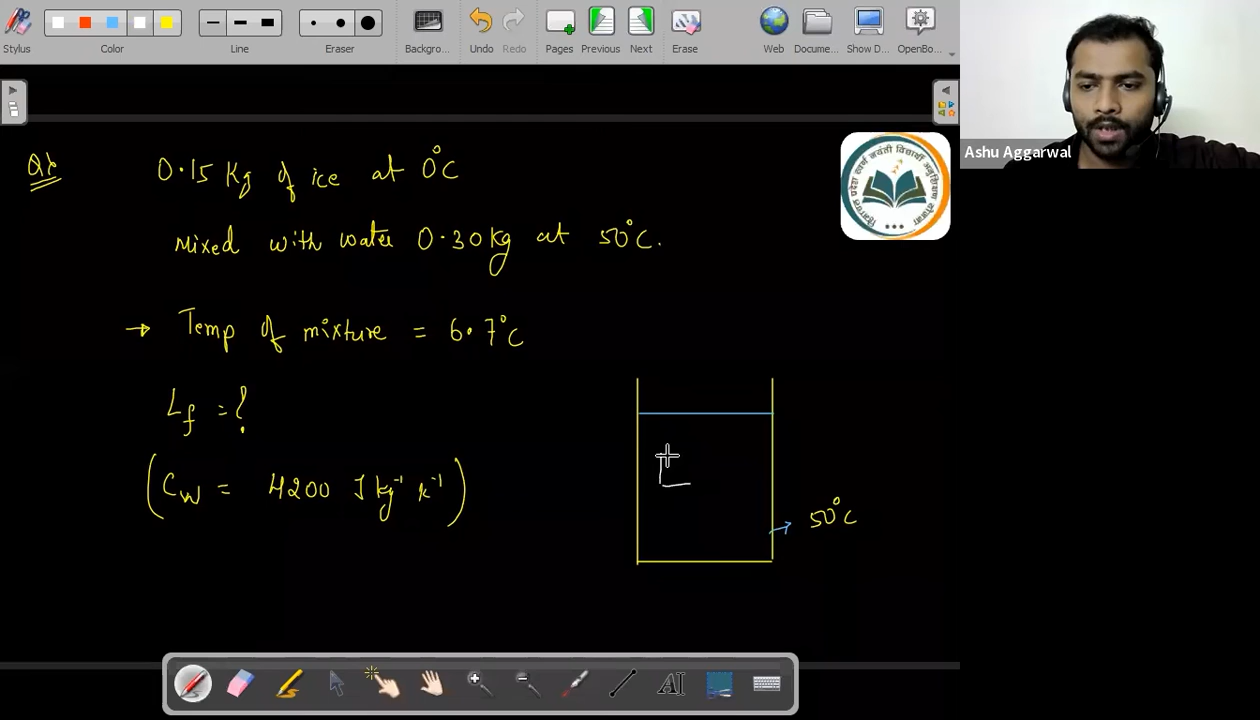 Stylus
Color
Line
Eraser
Backgro...
Undo
Redo
Pages
Previous
Next
Erase
Web
Docume...
Show D...
OpenBo...
Ashu Aggarwal
Q1:
0.15 Kg of ice at 0°C
mixed with water 0.30kg at 50°C.
→ Temp of mixture = 6.7°C
Lf = ?
(CW = 4200 J kg⁻¹ k⁻¹)
50°C
AI